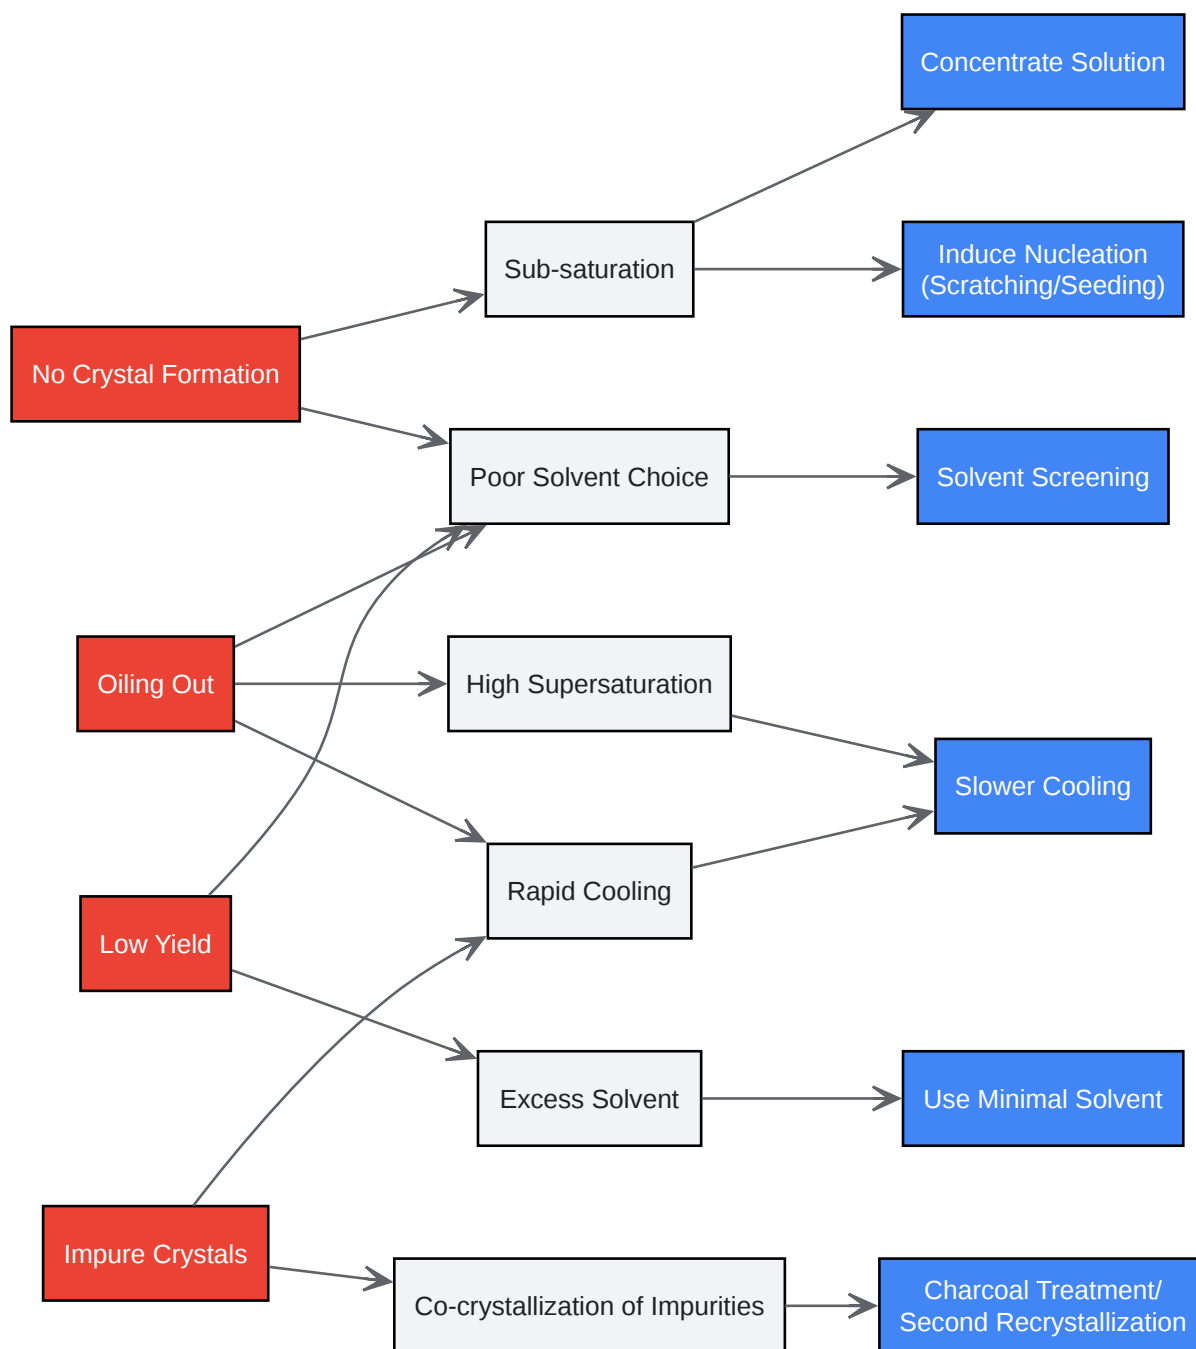 Concentrate Solution
Sub-saturation
Induce Nucleation
(Scratching/Seeding)
No Crystal Formation
Poor Solvent Choice
Solvent Screening
Oiling Out
High Supersaturation
Slower Cooling
Rapid Cooling
Low Yield
Excess Solvent
Use Minimal Solvent
Impure Crystals
Co-crystallization of Impurities
Charcoal Treatment/
Second Recrystallization